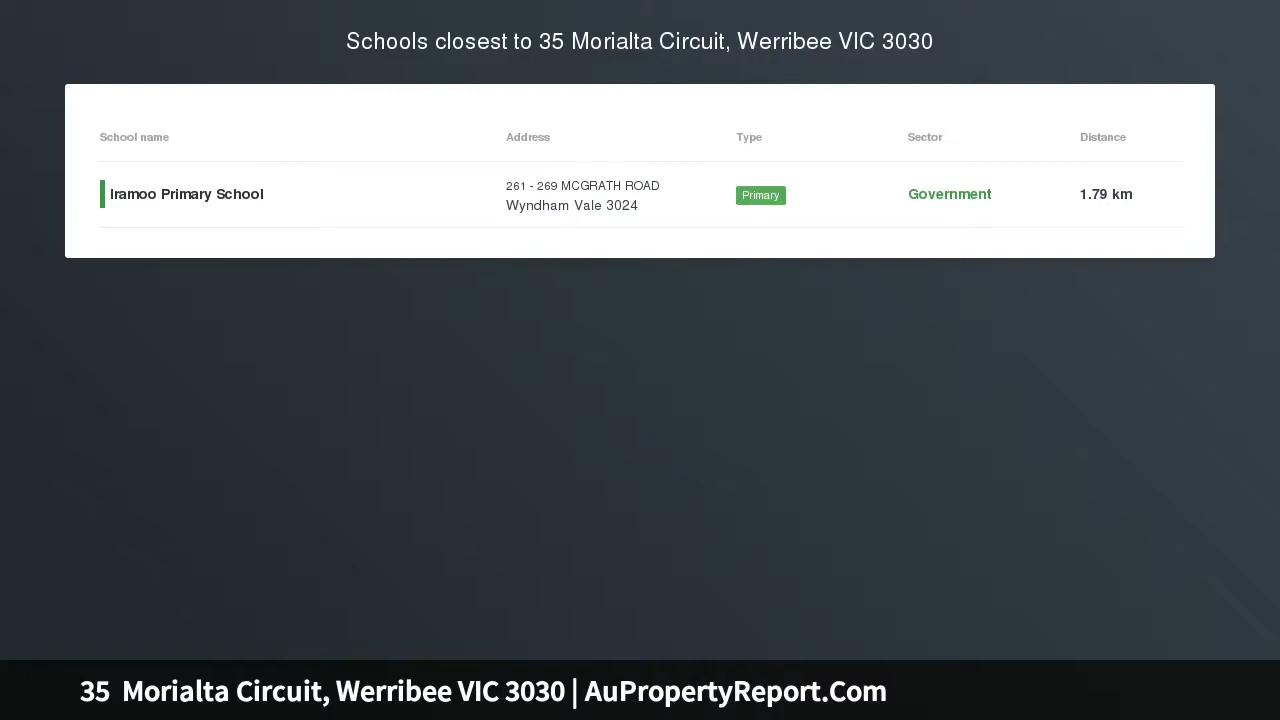 Schools closest to 35 Morialta Circuit, Werribee VIC 3030
School name Address Type Sector Distance
Iramoo Primary School 261 - 269 MCGRATH ROAD Primary Government 1.79 km
Wyndham Vale 3024
35 Morialta Circuit, Werribee VIC 3030 | AuPropertyReport.Com